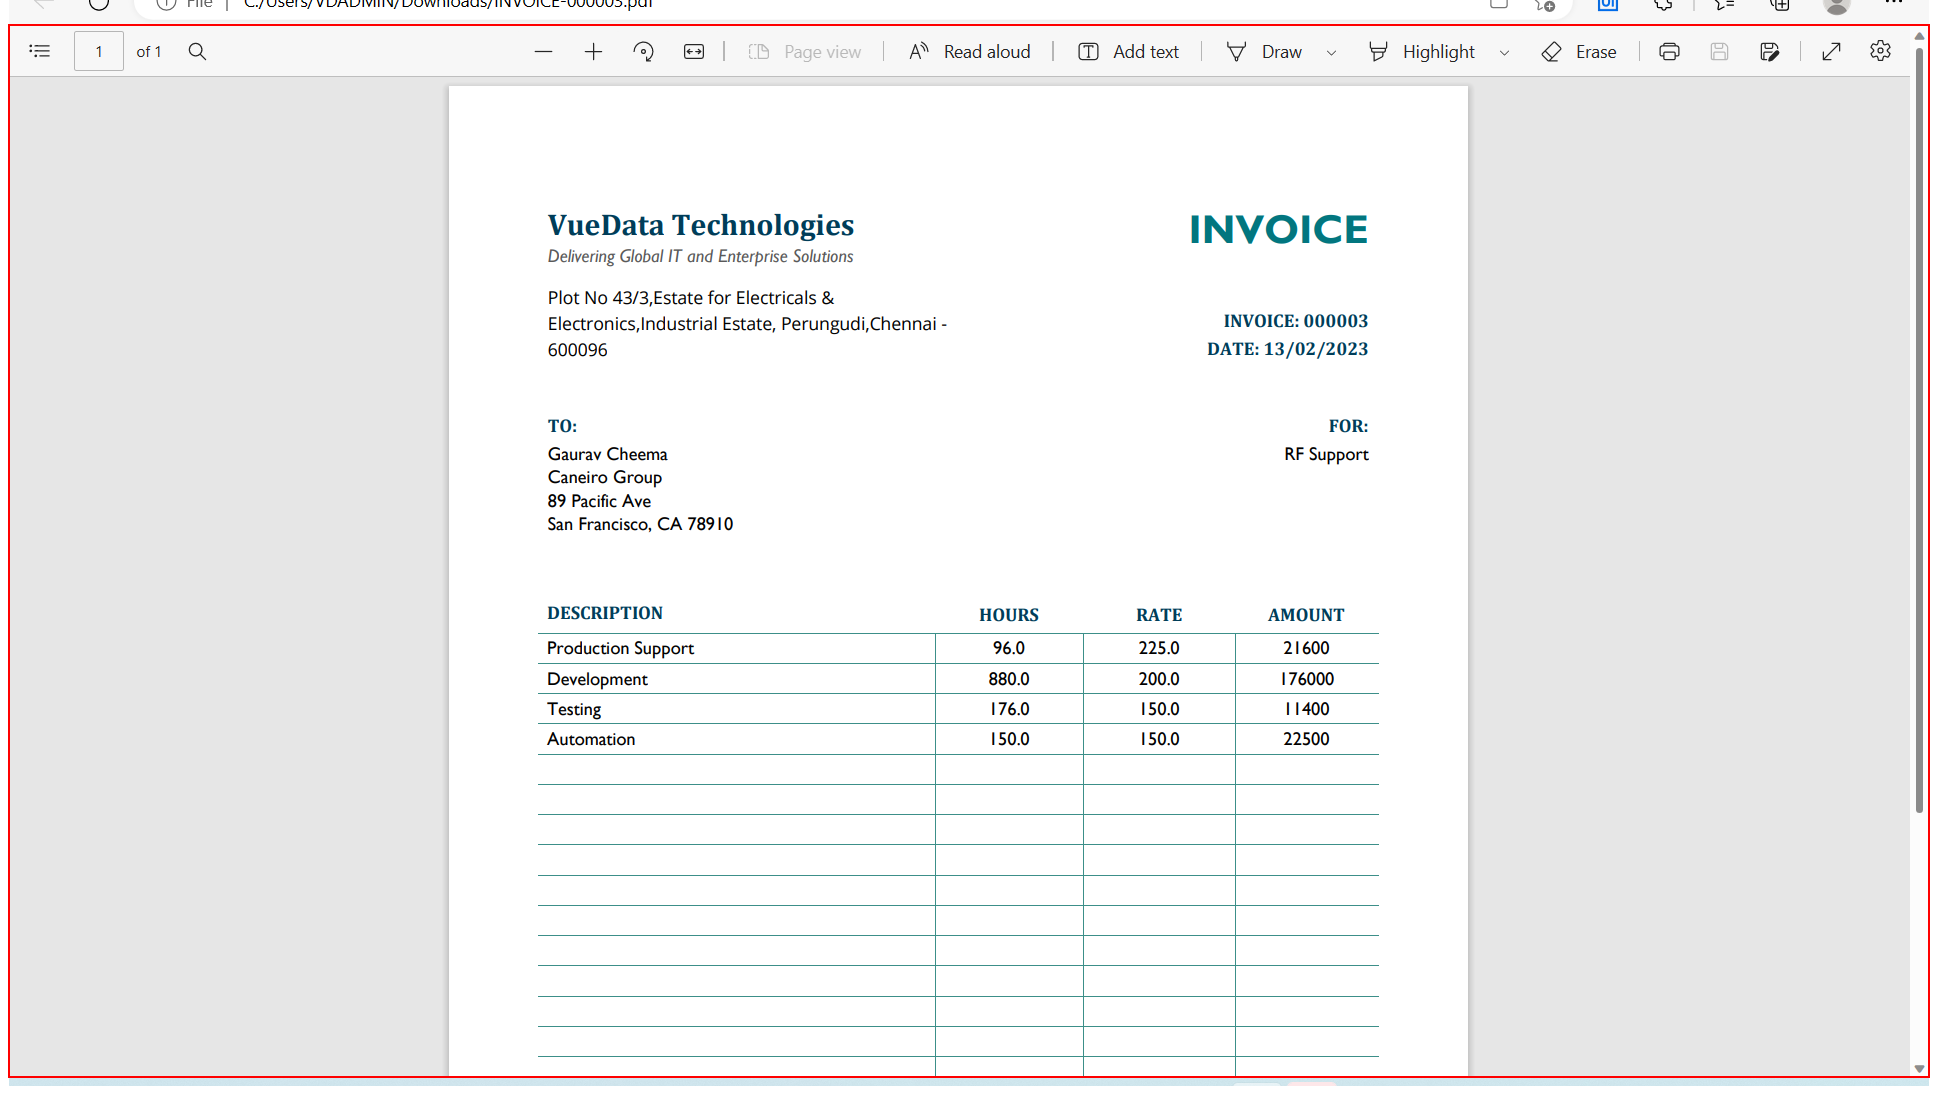 File | C:/Users/VDADMIN/Downloads/INVOICE-000003.pdf
1 of 1 Page view Read aloud Add text Draw Highlight Erase
VueData Technologies
INVOICE
Delivering Global IT and Enterprise Solutions
Plot No 43/3,Estate for Electricals &
Electronics,Industrial Estate, Perungudi,Chennai -
600096
INVOICE: 000003
DATE: 13/02/2023
TO:
Gaurav Cheema
Caneiro Group
89 Pacific Ave
San Francisco, CA 78910
FOR:
RF Support
DESCRIPTION HOURS RATE AMOUNT
Production Support 96.0 225.0 21600
Development 880.0 200.0 176000
Testing 176.0 150.0 11400
Automation 150.0 150.0 22500